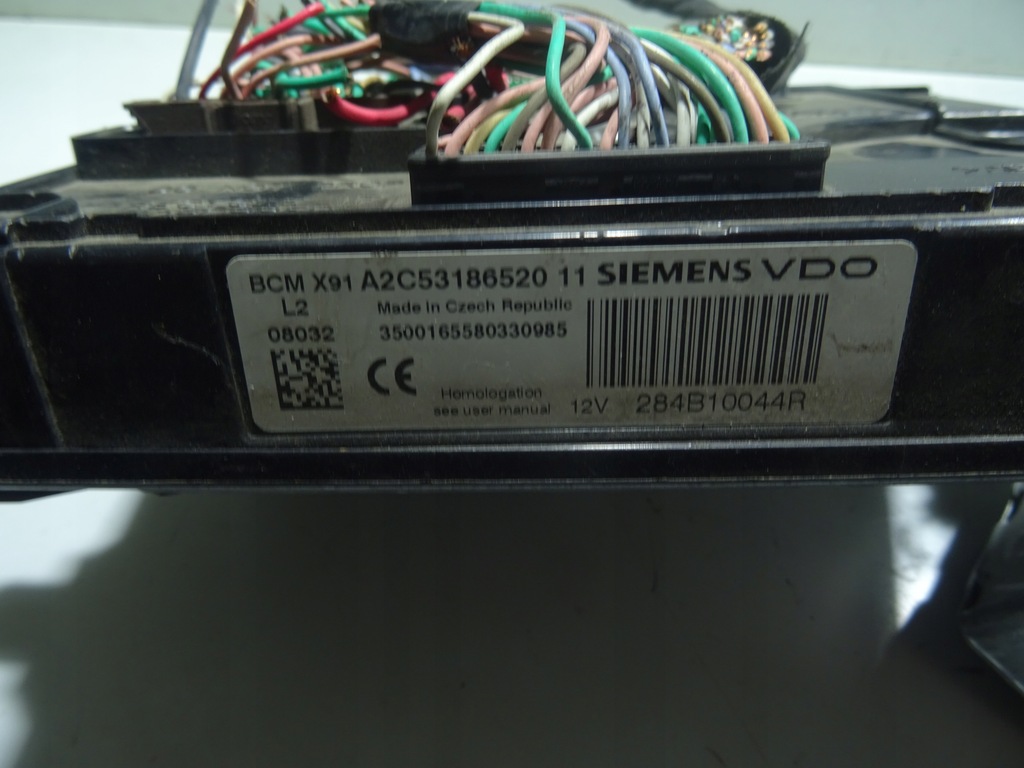 BCM X91 A2C53186520 11 SIEMENS VDO
L2 Made in Czech Republic
08032 3500165580330985
CE
Homologation
see user manual 12V 284B10044R